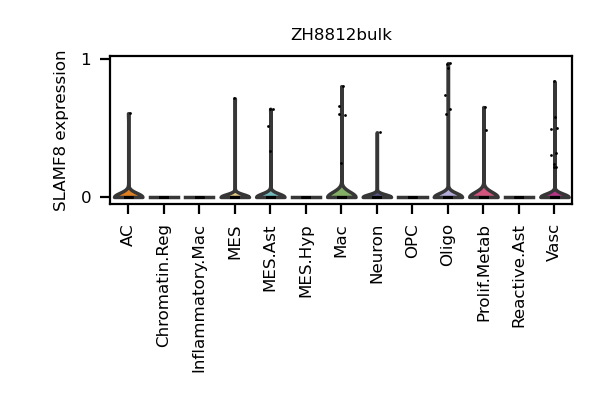 ZH8812bulk
SLAMF8 expression
1
0
AC
Chromatin.Reg
Inflammatory.Mac
MES
MES.Ast
MES.Hyp
Mac
Neuron
OPC
Oligo
Prolif.Metab
Reactive.Ast
Vasc